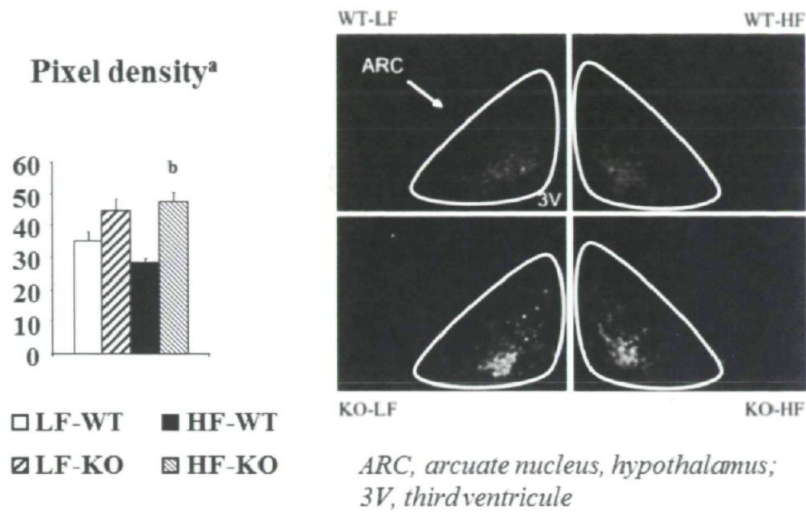 Pixel densityᵃ
b
60
50
40
30
20
10
0
LF-WT HF-WT
LF-KO HF-KO
WT-LF WT-HF
ARC
3V
KO-LF KO-HF
ARC, arcuate nucleus, hypothalamus;
3V, third ventricule